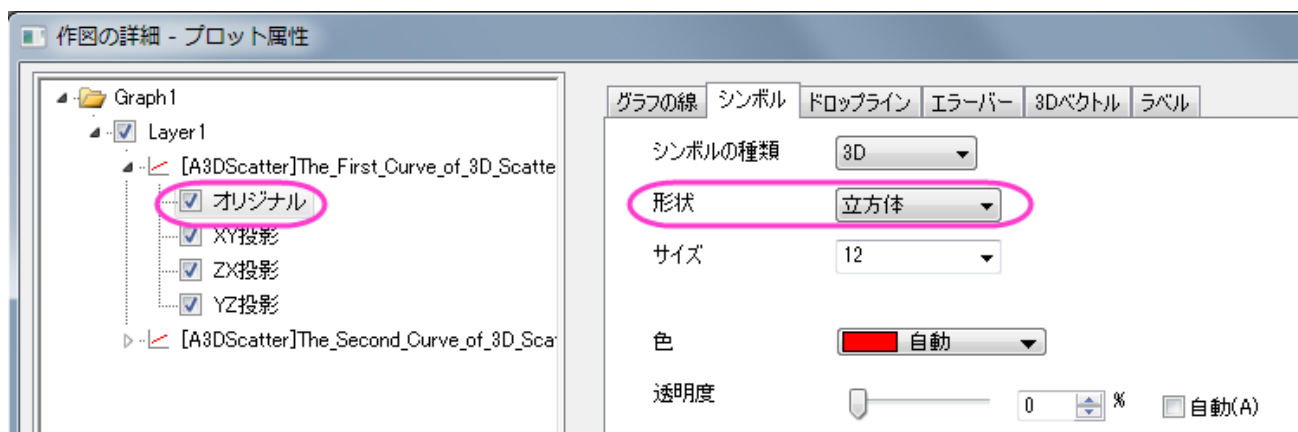 作図の詳細 - プロット属性
Graph1
Layer1
[A3DScatter]The_First_Curve_of_3D_Scatte
オリジナル
XY投影
ZX投影
YZ投影
[A3DScatter]The_Second_Curve_of_3D_Scat
グラフの線 シンボル ドロップライン エラーバー 3Dベクトル ラベル
シンボルの種類 3D
形状 立方体
サイズ 12
色 自動
透明度 0 % 自動(A)